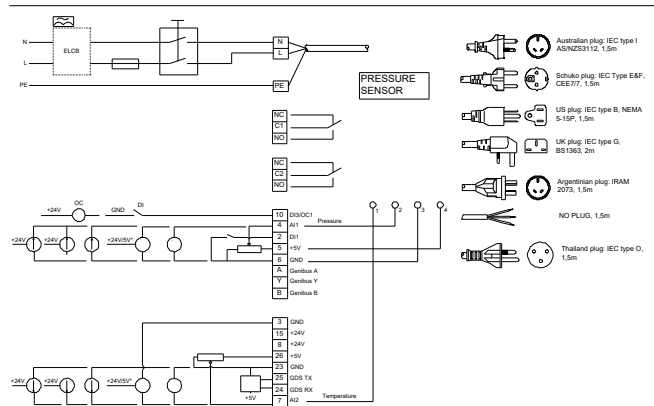 N
ELCB
L
PE
N
L
PE
PRESSURE
SENSOR
NC
C1
NO
NC
C2
NO
+24V
OC
GND
DI
10 DI3/OC1
4 AI1
Pressure
2 DI1
5 +5V
6 GND
A Genibus A
Y Genibus Y
B Genibus B
+24V
+24V
+24V/5V*
1
2
3
4
3 GND
15 +24V
8 +24V
26 +5V
23 GND
25 GDS TX
24 GDS RX
7 AI2
Temperature
+24V
+24V
+24V/5V*
+5V
Australian plug: IEC type I
AS/NZS3112, 1,5m
Schuko plug: IEC Type E&F,
CEE7/7, 1,5m
US plug: IEC type B, NEMA
5-15P, 1,5m
UK plug: IEC type G,
BS1363, 2m
Argentinian plug: IRAM
2073, 1,5m
NO PLUG, 1,5m
Thailand plug: IEC type O,
1,5m